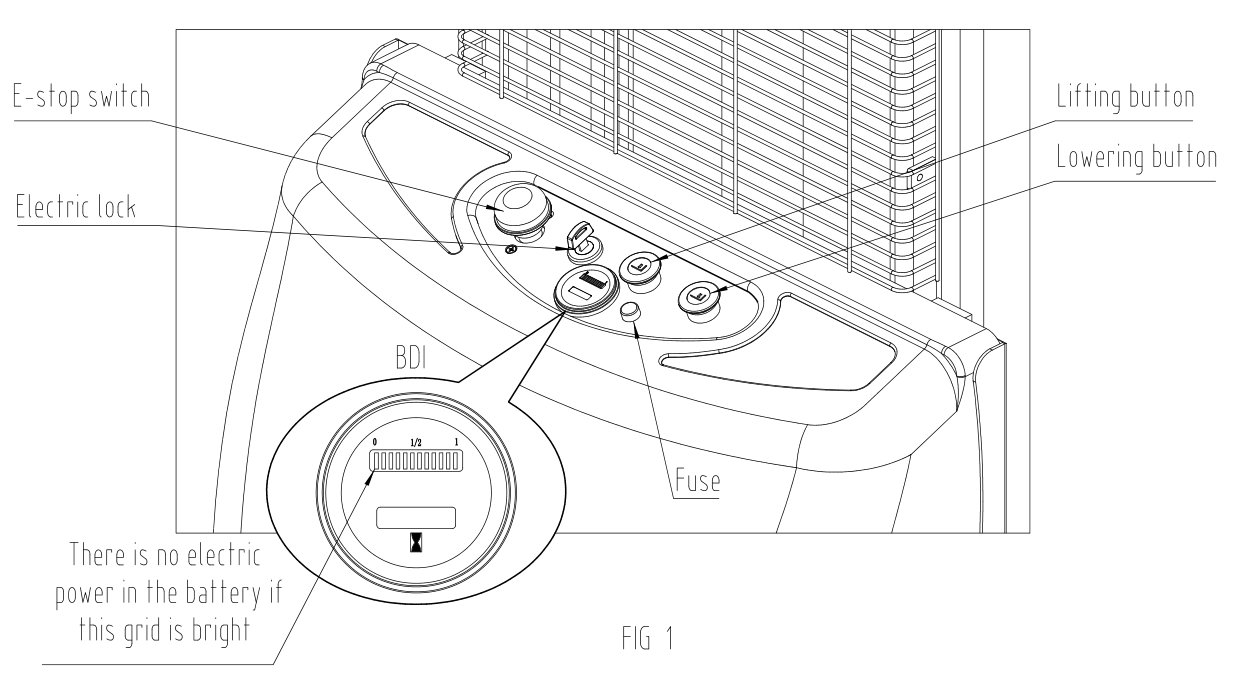 E-stop switch
Lifting button
Lowering button
Electric lock
BDI
0 1/2 1
Fuse
There is no electric
power in the battery if
this grid is bright
FIG 1